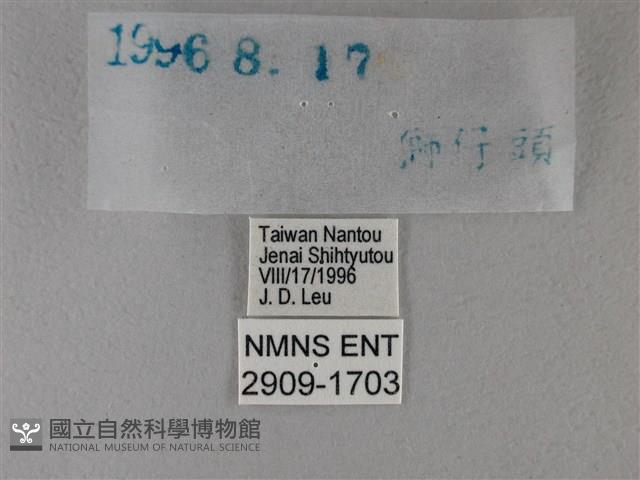 1996 8. 17
獅仔頭
Taiwan Nantou
Jenai Shihtyutou
VIII/17/1996
J. D. Leu
NMNS ENT
2909-1703
國立自然科學博物館
NATIONAL MUSEUM OF NATURAL SCIENCE